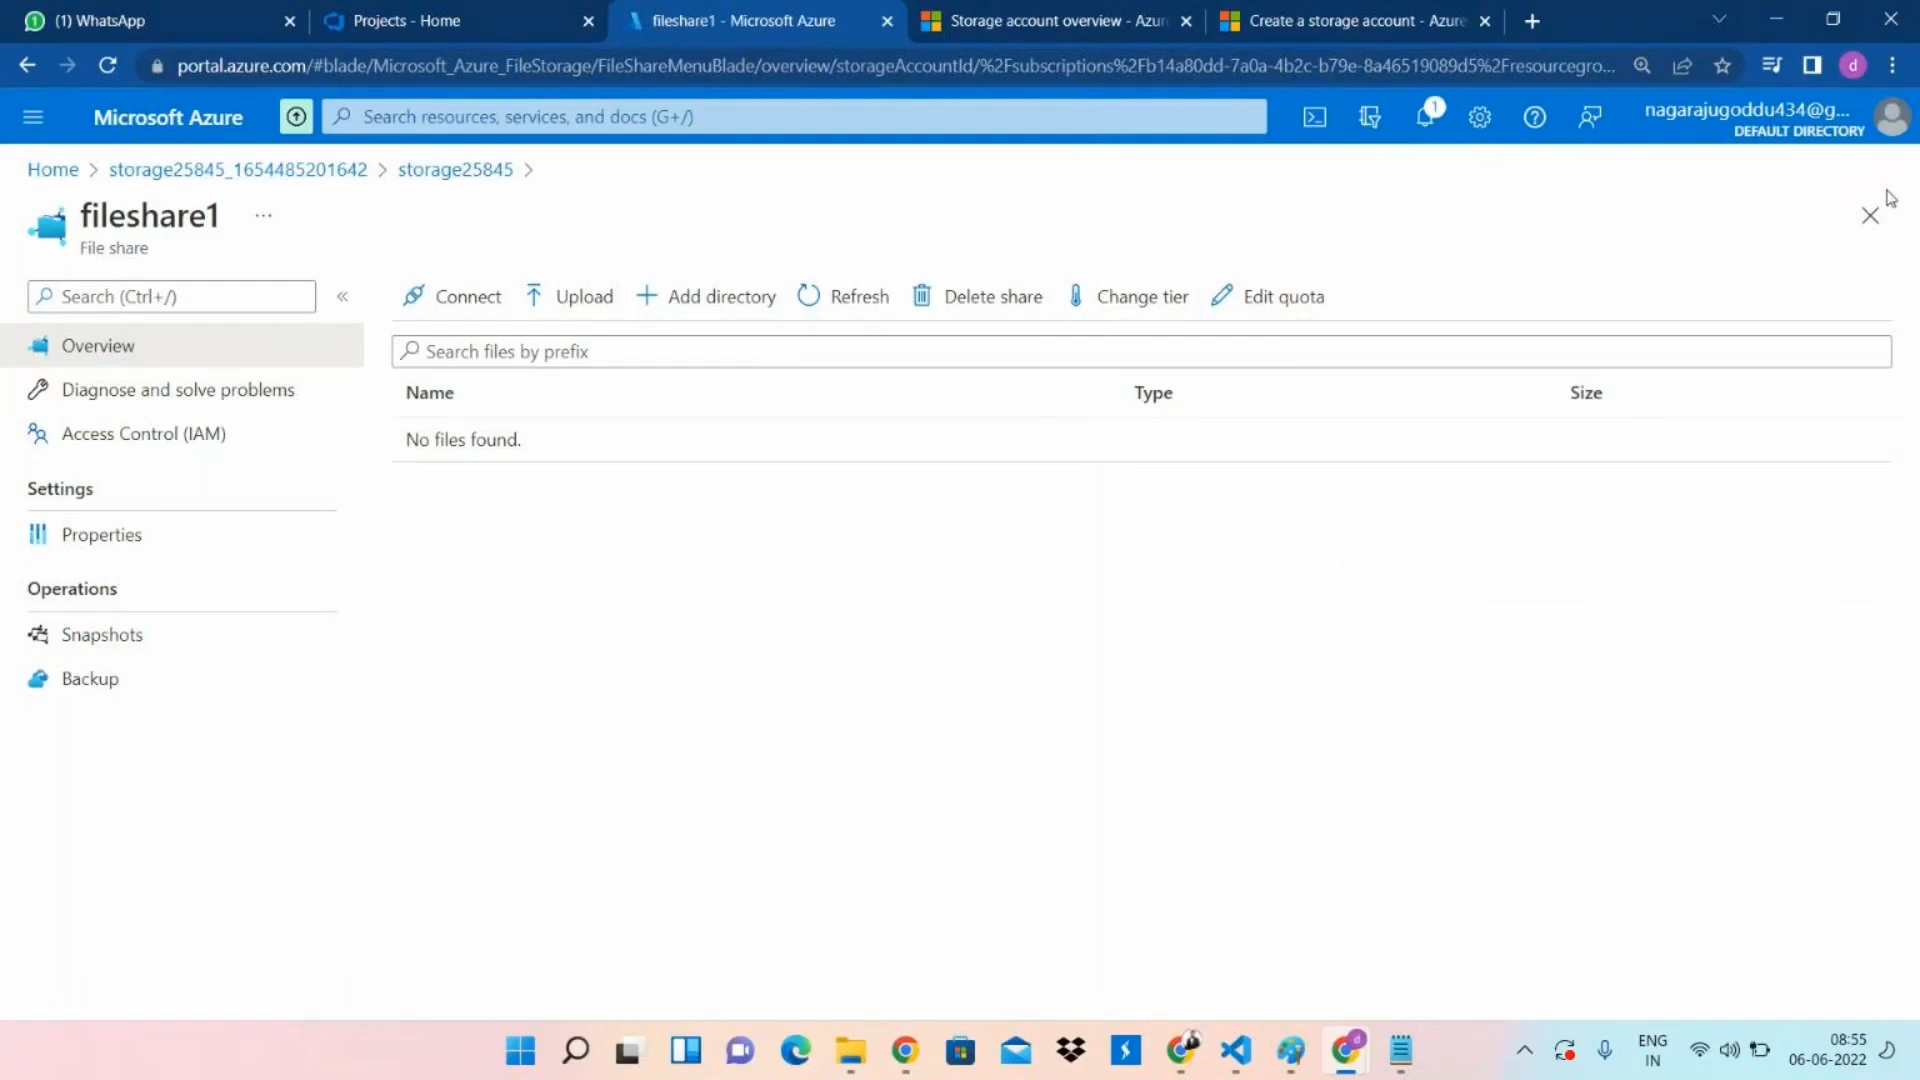 (1) WhatsApp
Projects - Home
fileshare1 - Microsoft Azure
Storage account overview - Azur
Create a storage account - Azure
portal.azure.com/#blade/Microsoft_Azure_FileStorage/FileShareMenuBlade/overview/storageAccountId/%2Fsubscriptions%2Fb14a80dd-7a0a-4b2c-b79e-8a46519089d5%2Fresourcegro...
d
Microsoft Azure
Search resources, services, and docs (G+/)
1
nagarajugoddu434@g...
DEFAULT DIRECTORY
Home > storage25845_1654485201642 > storage25845 >
fileshare1 ...
File share
Search (Ctrl+/)
«
Connect
Upload
Add directory
Refresh
Delete share
Change tier
Edit quota
Overview
Search files by prefix
Diagnose and solve problems
Name Type Size
Access Control (IAM)
No files found.
Settings
Properties
Operations
Snapshots
Backup
ENG
IN
08:55
06-06-2022